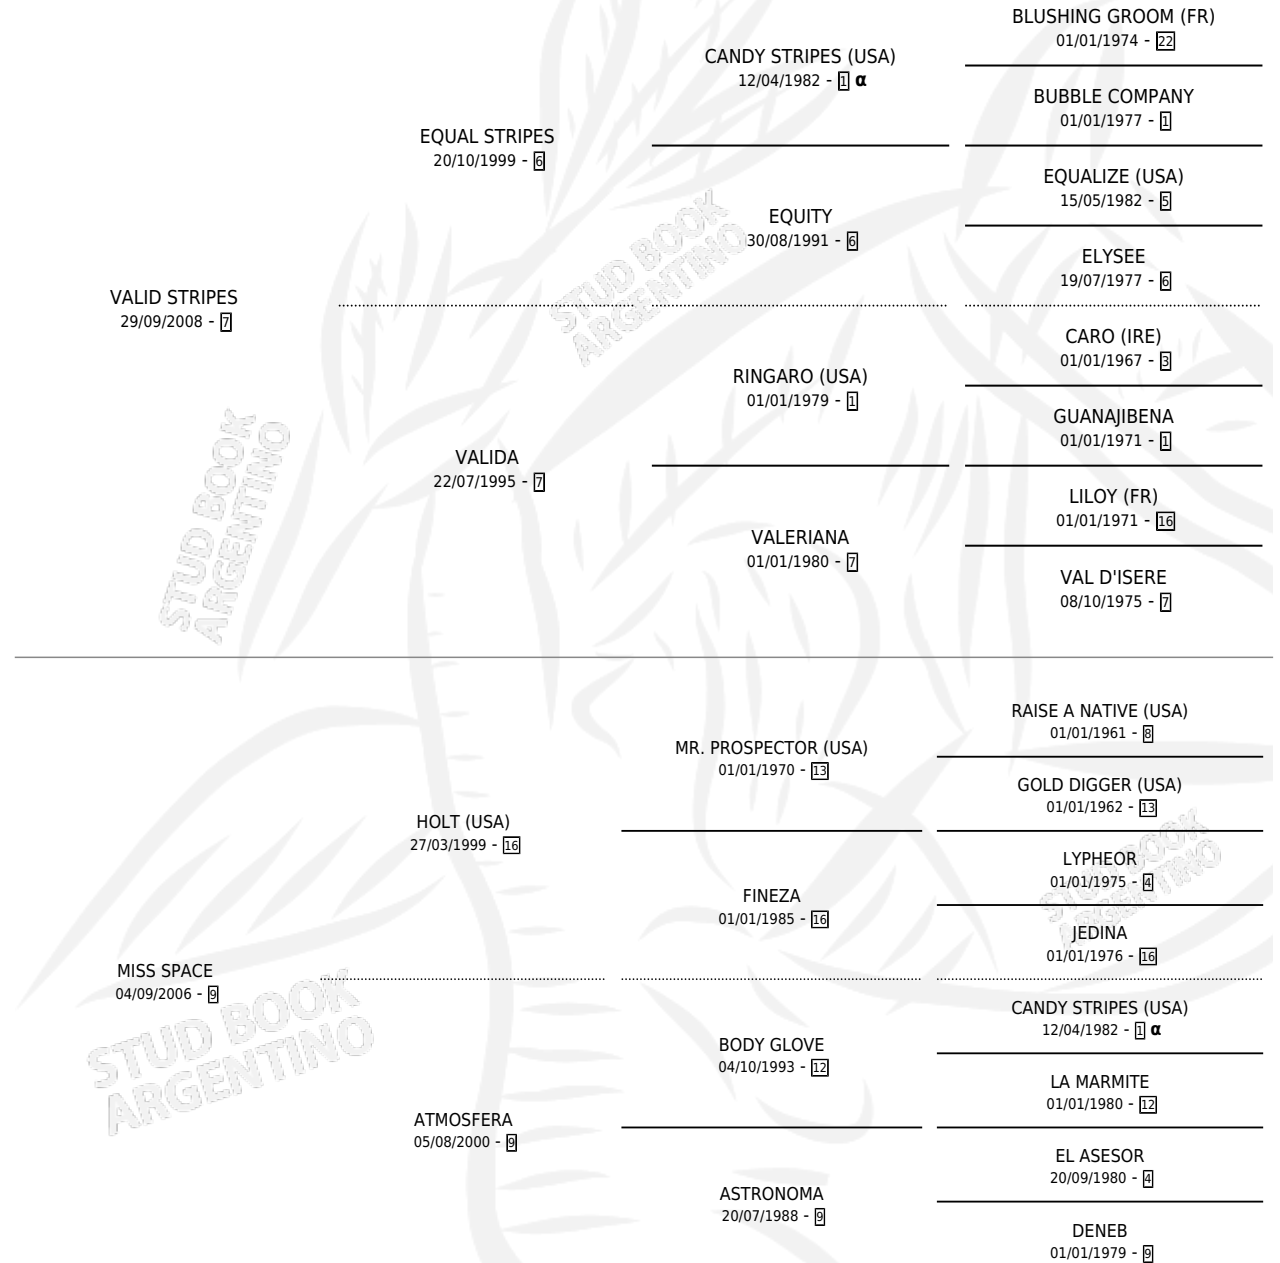 BLUSHING GROOM (FR)
01/01/1974 - 22
CANDY STRIPES (USA)
12/04/1982 - 1 α
BUBBLE COMPANY
01/01/1977 - 1
EQUAL STRIPES
20/10/1999 - 6
EQUALIZE (USA)
15/05/1982 - 5
EQUITY
30/08/1991 - 6
ELYSEE
19/07/1977 - 6
VALID STRIPES
29/09/2008 - 7
CARO (IRE)
01/01/1967 - 3
RINGARO (USA)
01/01/1979 - 1
GUANAJIBENA
01/01/1971 - 1
VALIDA
22/07/1995 - 7
LILOY (FR)
01/01/1971 - 16
VALERIANA
01/01/1980 - 7
VAL D'ISERE
08/10/1975 - 7
RAISE A NATIVE (USA)
01/01/1961 - 8
MR. PROSPECTOR (USA)
01/01/1970 - 13
GOLD DIGGER (USA)
01/01/1962 - 13
HOLT (USA)
27/03/1999 - 16
LYPHEOR
01/01/1975 - 4
FINEZA
01/01/1985 - 16
JEDINA
01/01/1976 - 16
MISS SPACE
04/09/2006 - 9
CANDY STRIPES (USA)
12/04/1982 - 1 α
BODY GLOVE
04/10/1993 - 12
LA MARMITE
01/01/1980 - 12
ATMOSFERA
05/08/2000 - 9
EL ASESOR
20/09/1980 - 4
ASTRONOMA
20/07/1988 - 9
DENEB
01/01/1979 - 9
STUD BOOK
ARGENTINO
STUD BOOK
ARGENTINO
STUD BOOK
ARGENTINO
STUD BOOK
ARGENTINO